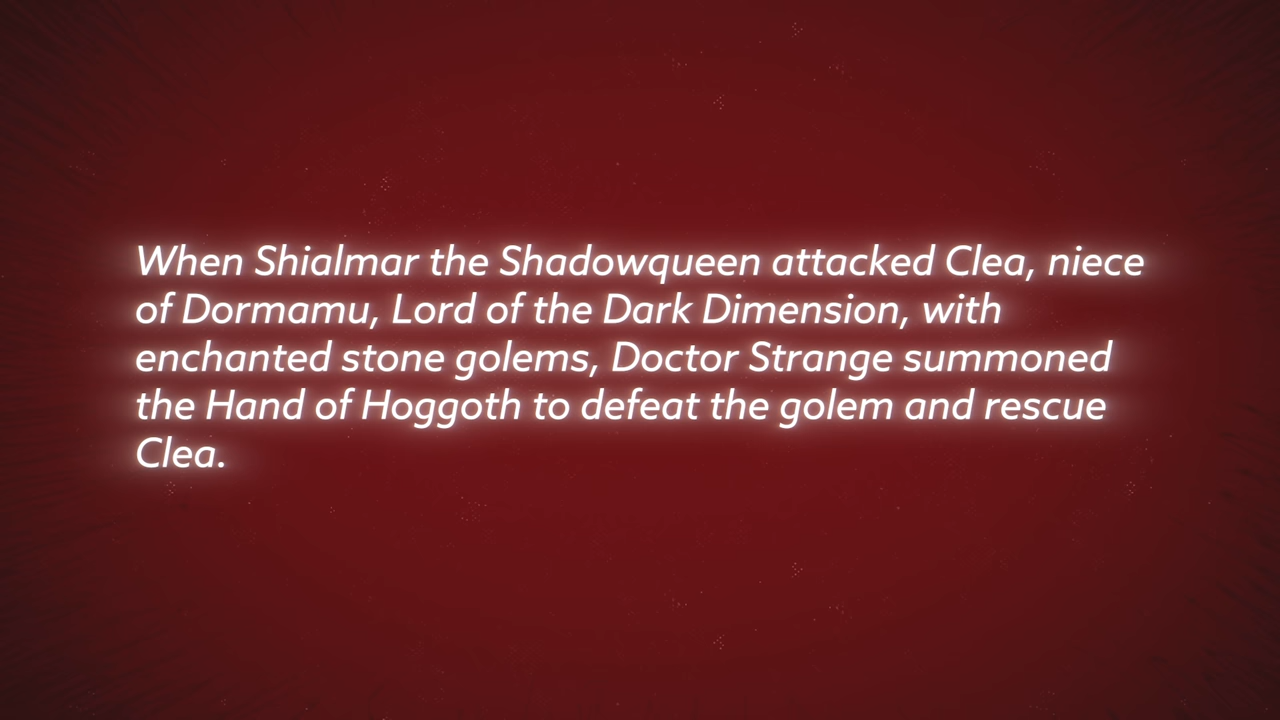 When Shialmar the Shadowqueen attacked Clea, niece
of Dormamu, Lord of the Dark Dimension, with
enchanted stone golems, Doctor Strange summoned
the Hand of Hoggoth to defeat the golem and rescue
Clea.